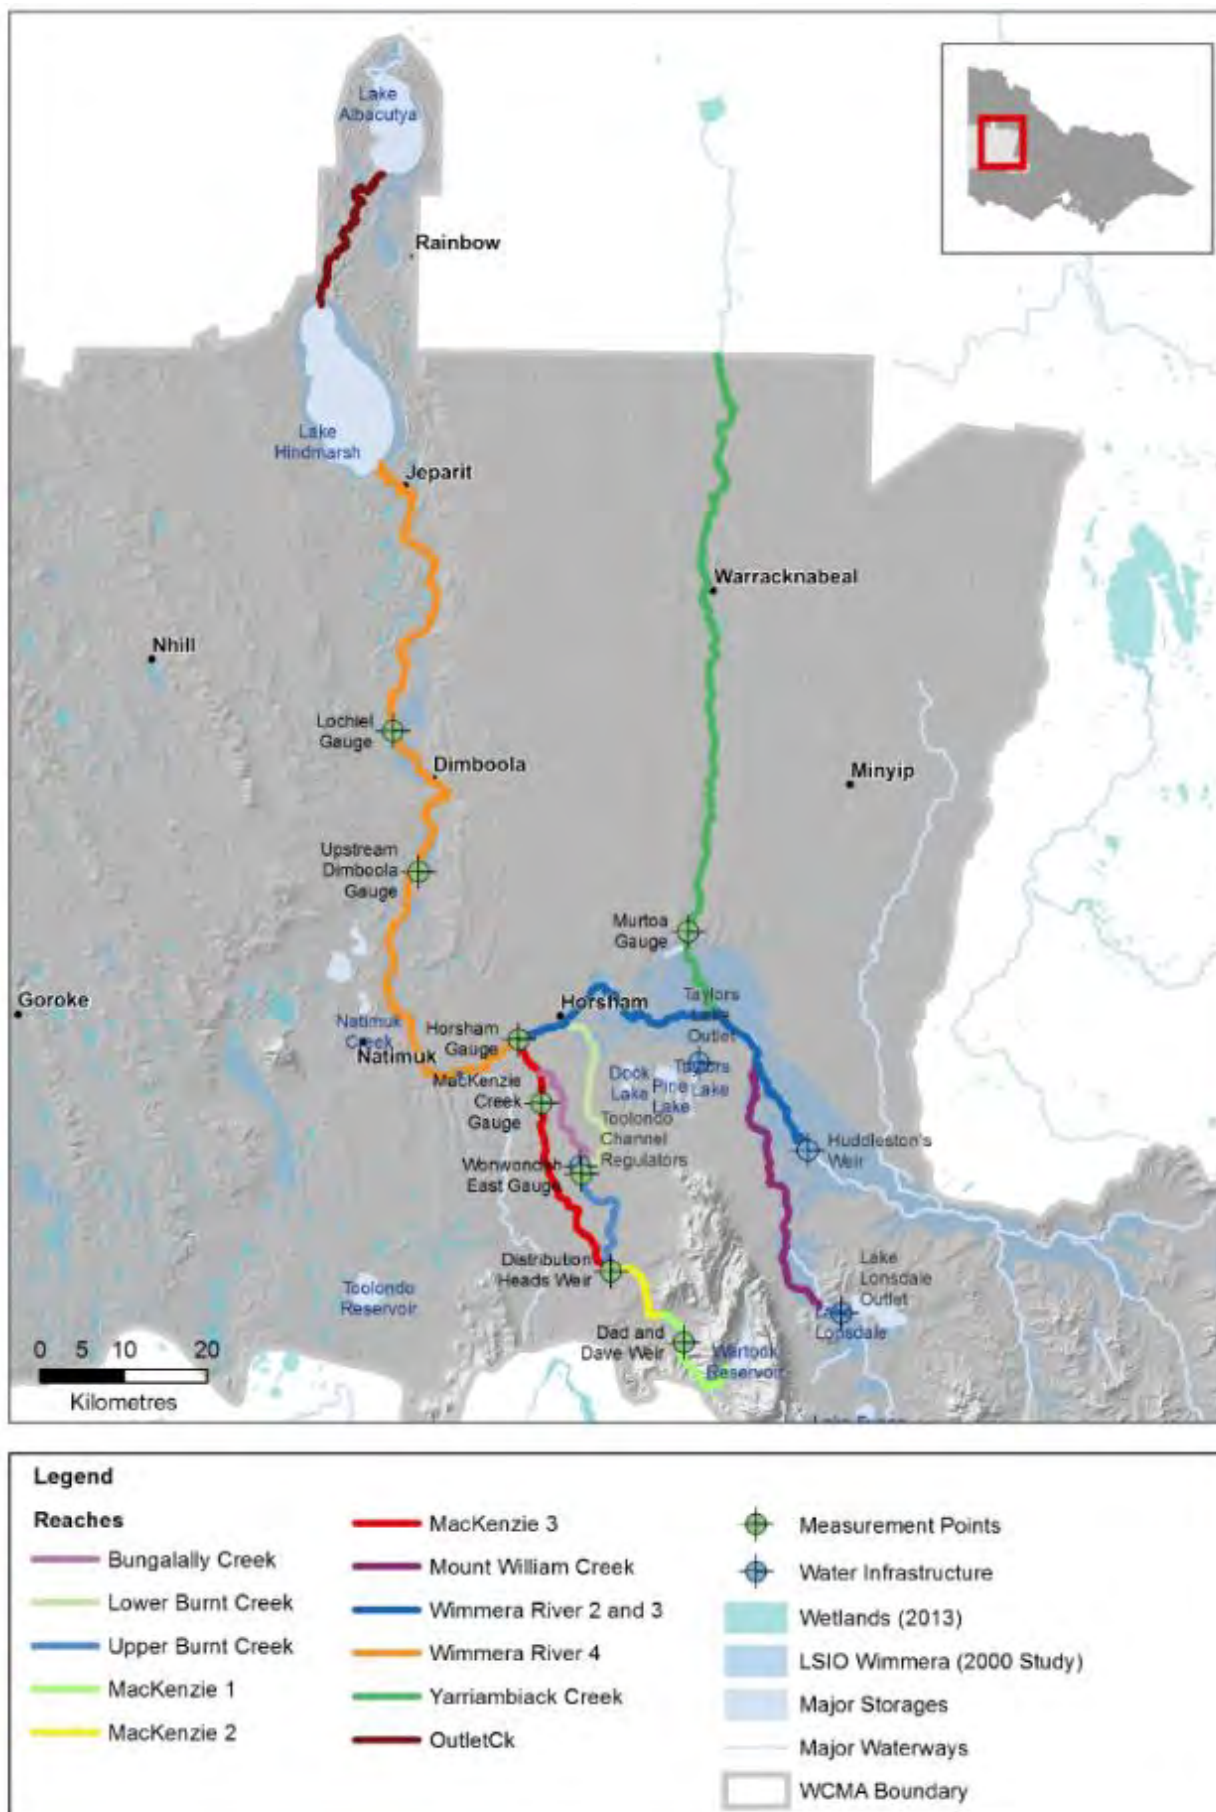 Lake
Albacutya
Rainbow
Lake
Hindmarsh
Jeparit
Warracknabeal
Nhill
Lochiel
Gauge
Dimboola
Minyip
Upstream
Dimboola
Gauge
Murtoa
Gauge
Goroke
Natimuk
Creek
Natimuk
Horsham
Gauge
Horsham
Taylors
Lake
Outlet
MacKenzie
Creek
Gauge
Dock
Lake
Pine
Lake
Taylors
Lake
Toolondo
Channel
Regulators
Huddleston's
Weir
Wonwondah
East Gauge
Distribution
Heads Weir
Toolondo
Reservoir
Lake
Lonsdale
Outlet
Lake
Lonsdale
Dad and
Dave Weir
Wartook
Reservoir
0 5 10 20
Kilometres
Legend
Reaches
Bungalally Creek
Lower Burnt Creek
Upper Burnt Creek
MacKenzie 1
MacKenzie 2
MacKenzie 3
Mount William Creek
Wimmera River 2 and 3
Wimmera River 4
Yarriambiack Creek
OutletCk
Measurement Points
Water Infrastructure
Wetlands (2013)
LSIO Wimmera (2000 Study)
Major Storages
Major Waterways
WCMA Boundary